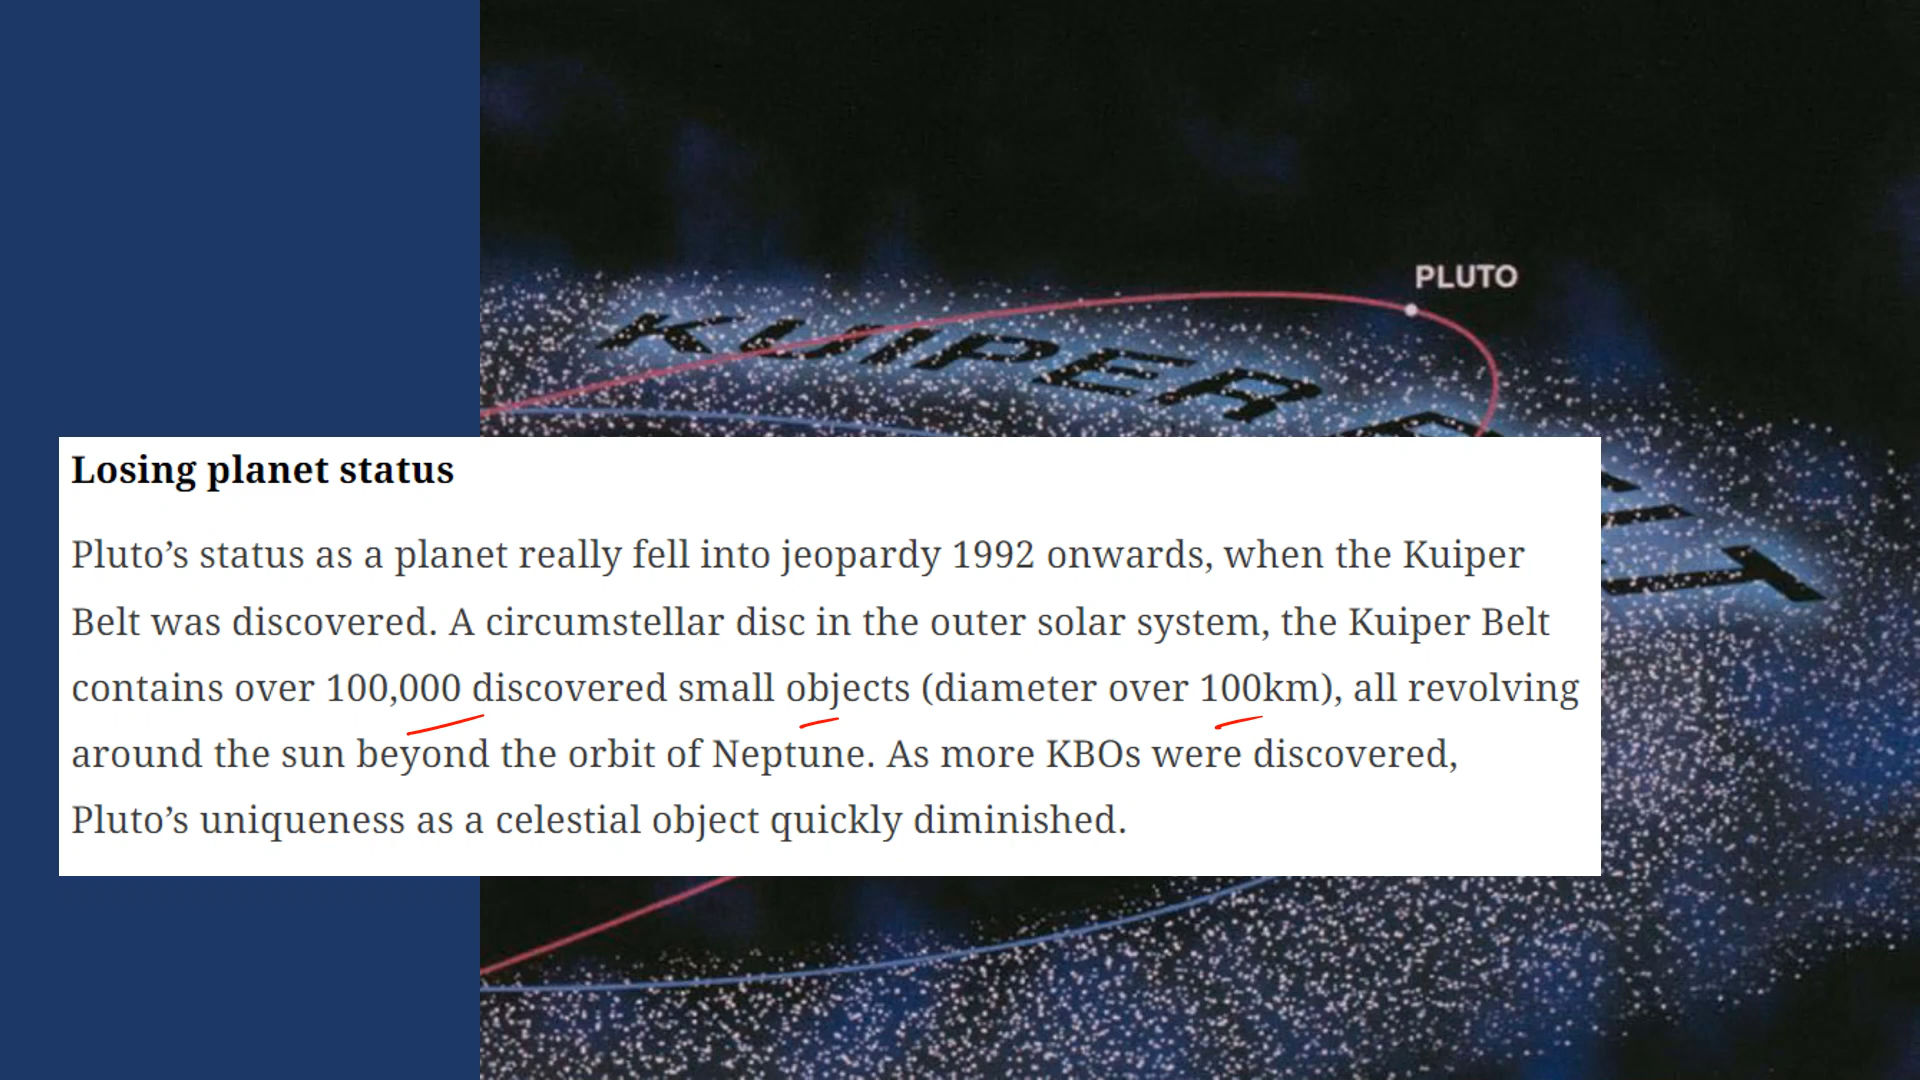 PLUTO
KUIPER
Losing planet status
Pluto’s status as a planet really fell into jeopardy 1992 onwards, when the Kuiper
Belt was discovered. A circumstellar disc in the outer solar system, the Kuiper Belt
contains over 100,000 discovered small objects (diameter over 100km), all revolving
around the sun beyond the orbit of Neptune. As more KBOs were discovered,
Pluto’s uniqueness as a celestial object quickly diminished.